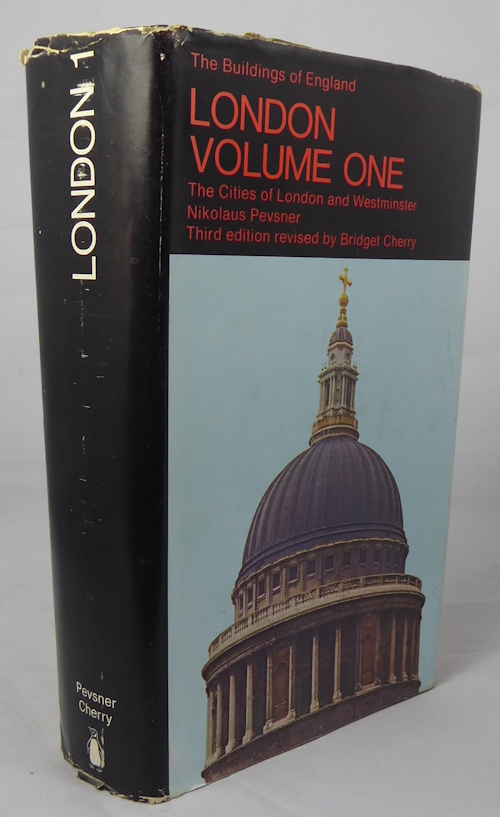 The Buildings of England
LONDON
VOLUME ONE
The Cities of London and Westminster
Nikolaus Pevsner
Third edition revised by Bridget Cherry
LONDON 1
Pevsner
Cherry